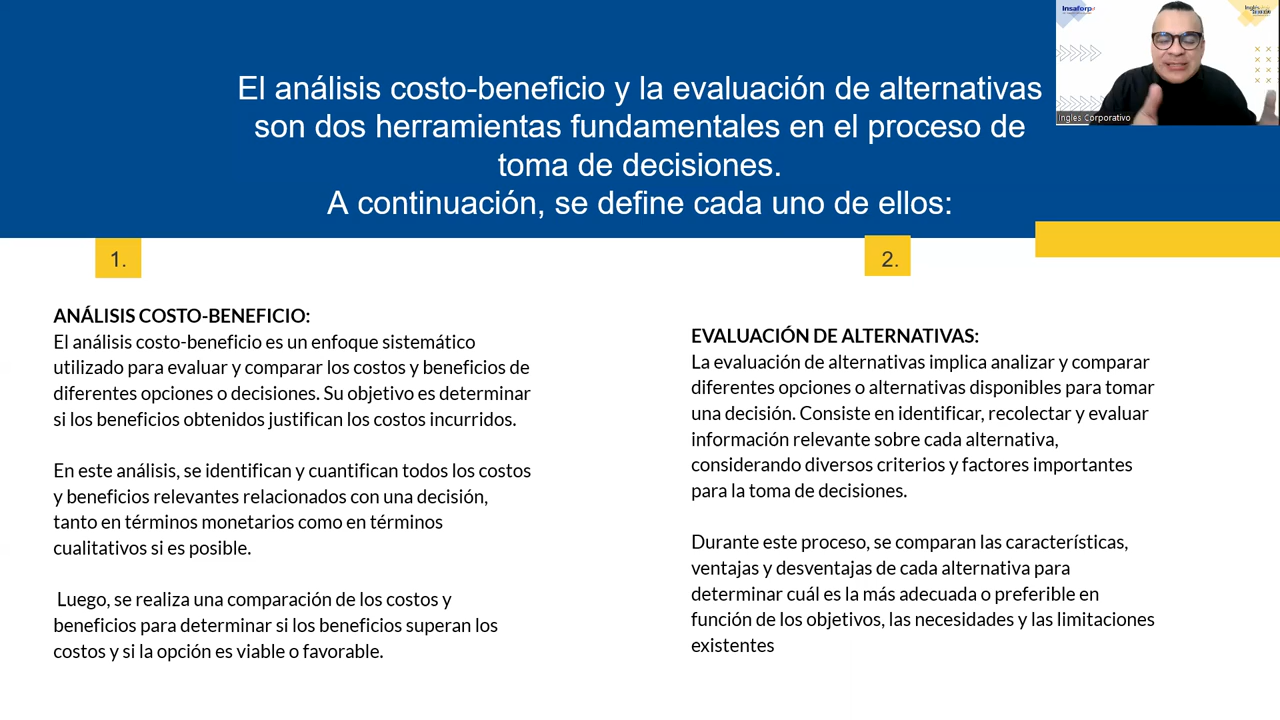 El análisis costo-beneficio y la evaluación de alternativas
son dos herramientas fundamentales en el proceso de
toma de decisiones.
A continuación, se define cada uno de ellos:
Insaforp
Ingles Corporativo
1.
ANÁLISIS COSTO-BENEFICIO:
El análisis costo-beneficio es un enfoque sistemático
utilizado para evaluar y comparar los costos y beneficios de
diferentes opciones o decisiones. Su objetivo es determinar
si los beneficios obtenidos justifican los costos incurridos.
En este análisis, se identifican y cuantifican todos los costos
y beneficios relevantes relacionados con una decisión,
tanto en términos monetarios como en términos
cualitativos si es posible.
Luego, se realiza una comparación de los costos y
beneficios para determinar si los beneficios superan los
costos y si la opción es viable o favorable.
2.
EVALUACIÓN DE ALTERNATIVAS:
La evaluación de alternativas implica analizar y comparar
diferentes opciones o alternativas disponibles para tomar
una decisión. Consiste en identificar, recolectar y evaluar
información relevante sobre cada alternativa,
considerando diversos criterios y factores importantes
para la toma de decisiones.
Durante este proceso, se comparan las características,
ventajas y desventajas de cada alternativa para
determinar cuál es la más adecuada o preferible en
función de los objetivos, las necesidades y las limitaciones
existentes